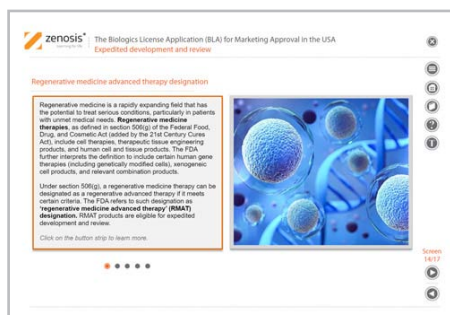 zenosis®
The Biologics License Application (BLA) for Marketing Approval in the USA
Expedited development and review
Regenerative medicine advanced therapy designation
Regenerative medicine is a rapidly expanding field that has
the potential to treat serious conditions, particularly in patients
with unmet medical needs. Regenerative medicine
therapies, as defined in section 506(g) of the Federal Food,
Drug, and Cosmetic Act (added by the 21st Century Cures
Act), include cell therapies, therapeutic tissue engineering
products, and human cell and tissue products. The FDA
further interprets the definition to include certain human gene
therapies (including genetically modified cells), xenogeneic
cell products, and relevant combination products.
Under section 506(g), a regenerative medicine therapy can be
designated as a regenerative advanced therapy if it meets
certain criteria. The FDA refers to such designation as
'regenerative medicine advanced therapy' (RMAT)
designation. RMAT products are eligible for expedited
development and review.
Click on the button strip to learn more.
Screen
14/17